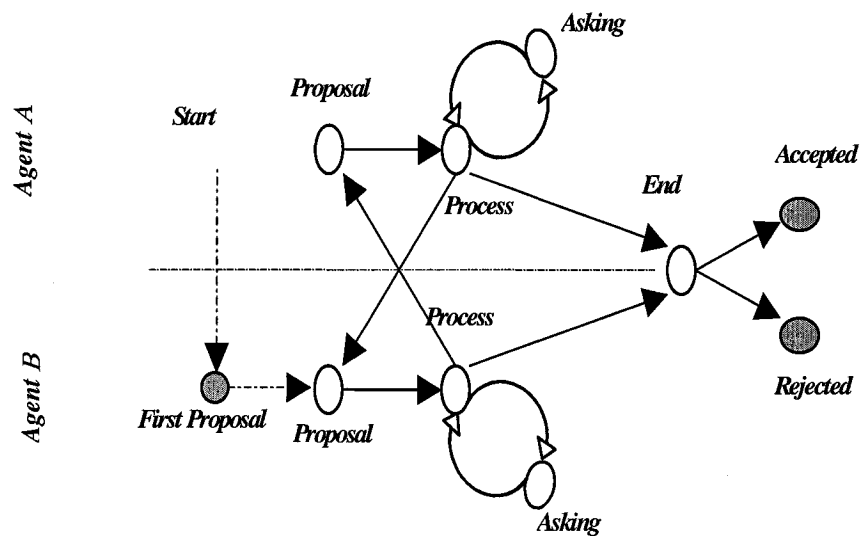 Asking
Proposal
Start
Agent A
Accepted
End
Process
Process
Agent B
First Proposal
Proposal
Rejected
Asking